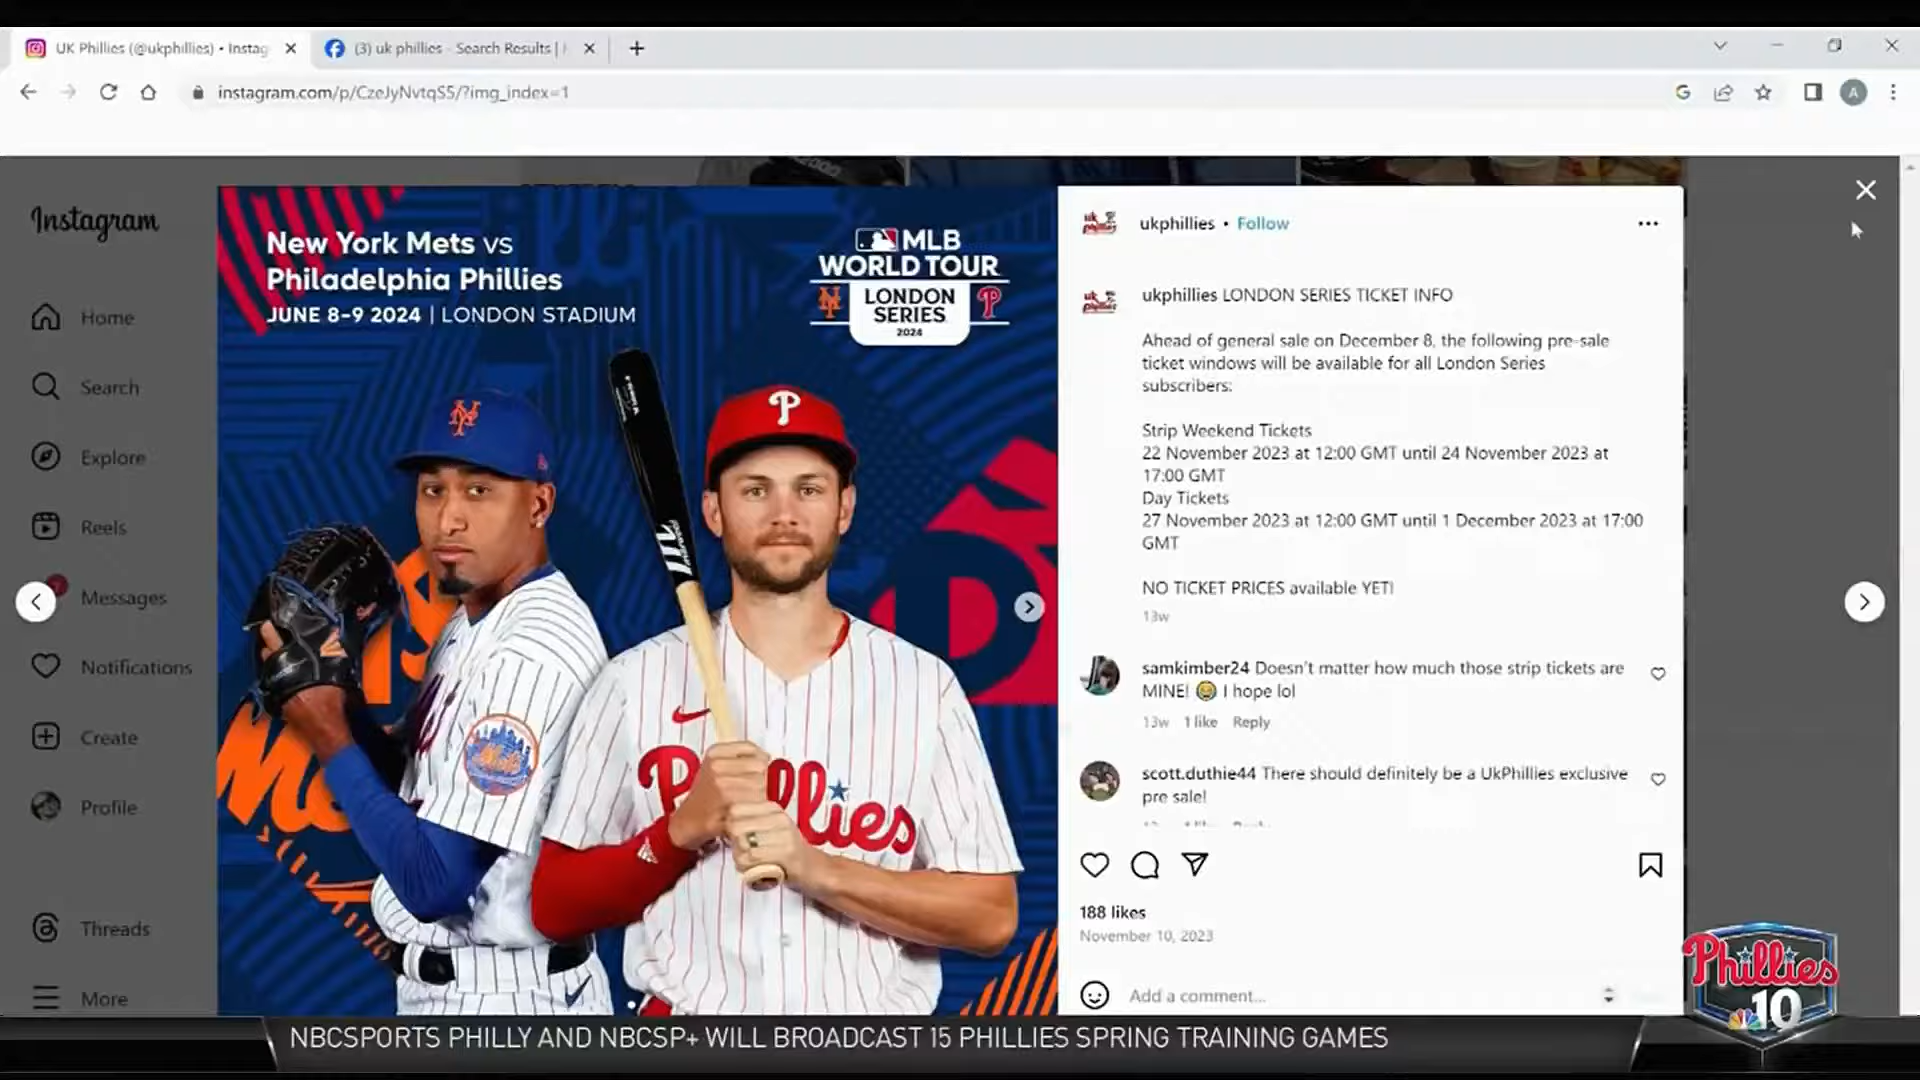 UK Phillies (@ukphillies) • Instag
(3) uk phillies - Search Results |
instagram.com/p/CzeJyNvtqS5/?img_index=1
A
Instagram
Home
Search
Explore
Reels
Messages
Notifications
Create
Profile
Threads
More
New York Mets vs
Philadelphia Phillies
JUNE 8-9 2024 | LONDON STADIUM
MLB
WORLD TOUR
LONDON
SERIES
2024
NY
P
Mets
Phillies
ukphillies • Follow
ukphillies LONDON SERIES TICKET INFO
Ahead of general sale on December 8, the following pre-sale
ticket windows will be available for all London Series
subscribers:
Strip Weekend Tickets
22 November 2023 at 12:00 GMT until 24 November 2023 at
17:00 GMT
Day Tickets
27 November 2023 at 12:00 GMT until 1 December 2023 at 17:00
GMT
NO TICKET PRICES available YET!
13w
samkimber24 Doesn't matter how much those strip tickets are
MINE! 😂 I hope lol
13w 1 like Reply
scott.duthie44 There should definitely be a UkPhillies exclusive
pre sale!
188 likes
November 10, 2023
Add a comment...
Phillies
10
NBCSPORTS PHILLY AND NBCSP+ WILL BROADCAST 15 PHILLIES SPRING TRAINING GAMES